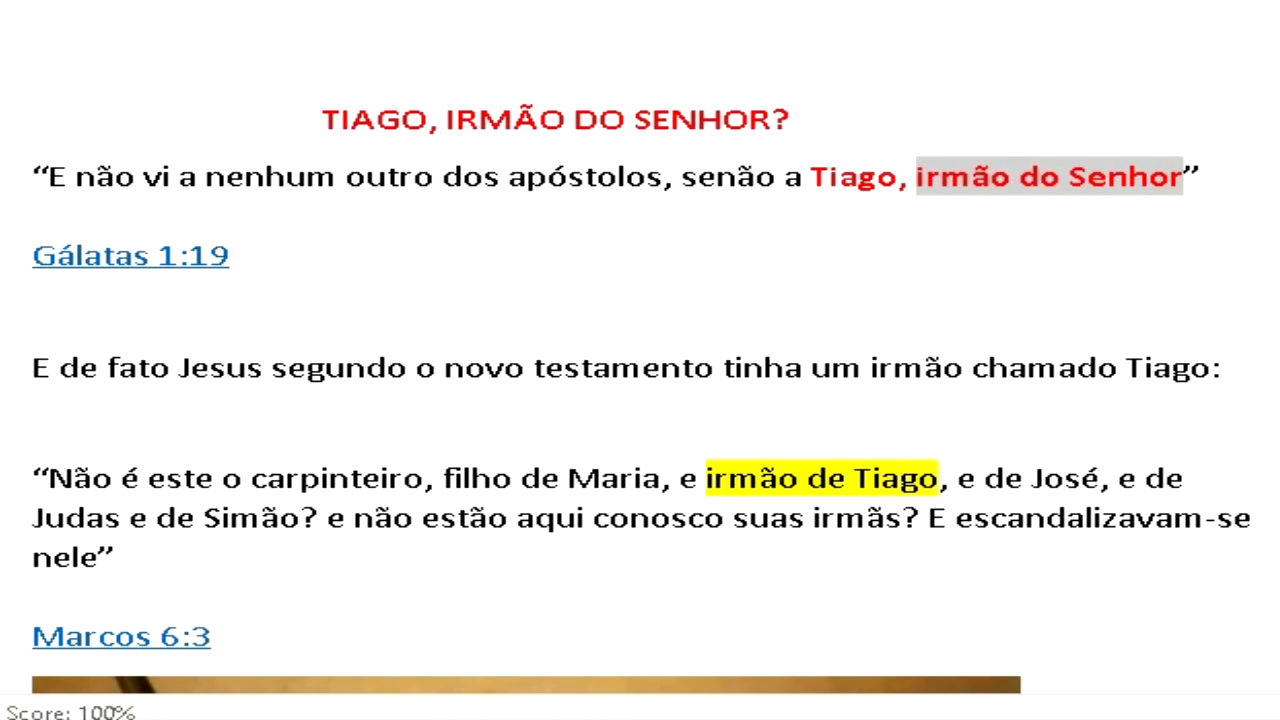 TIAGO, IRMÃO DO SENHOR?
“E não vi a nenhum outro dos apóstolos, senão a Tiago, irmão do Senhor”
Gálatas 1:19
E de fato Jesus segundo o novo testamento tinha um irmão chamado Tiago:
“Não é este o carpinteiro, filho de Maria, e irmão de Tiago, e de José, e de
Judas e de Simão? e não estão aqui conosco suas irmãs? E escandalizavam-se
nele”
Marcos 6:3
Score: 100%